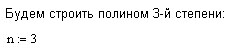 Будем строить полином 3-й степени:
n := 3